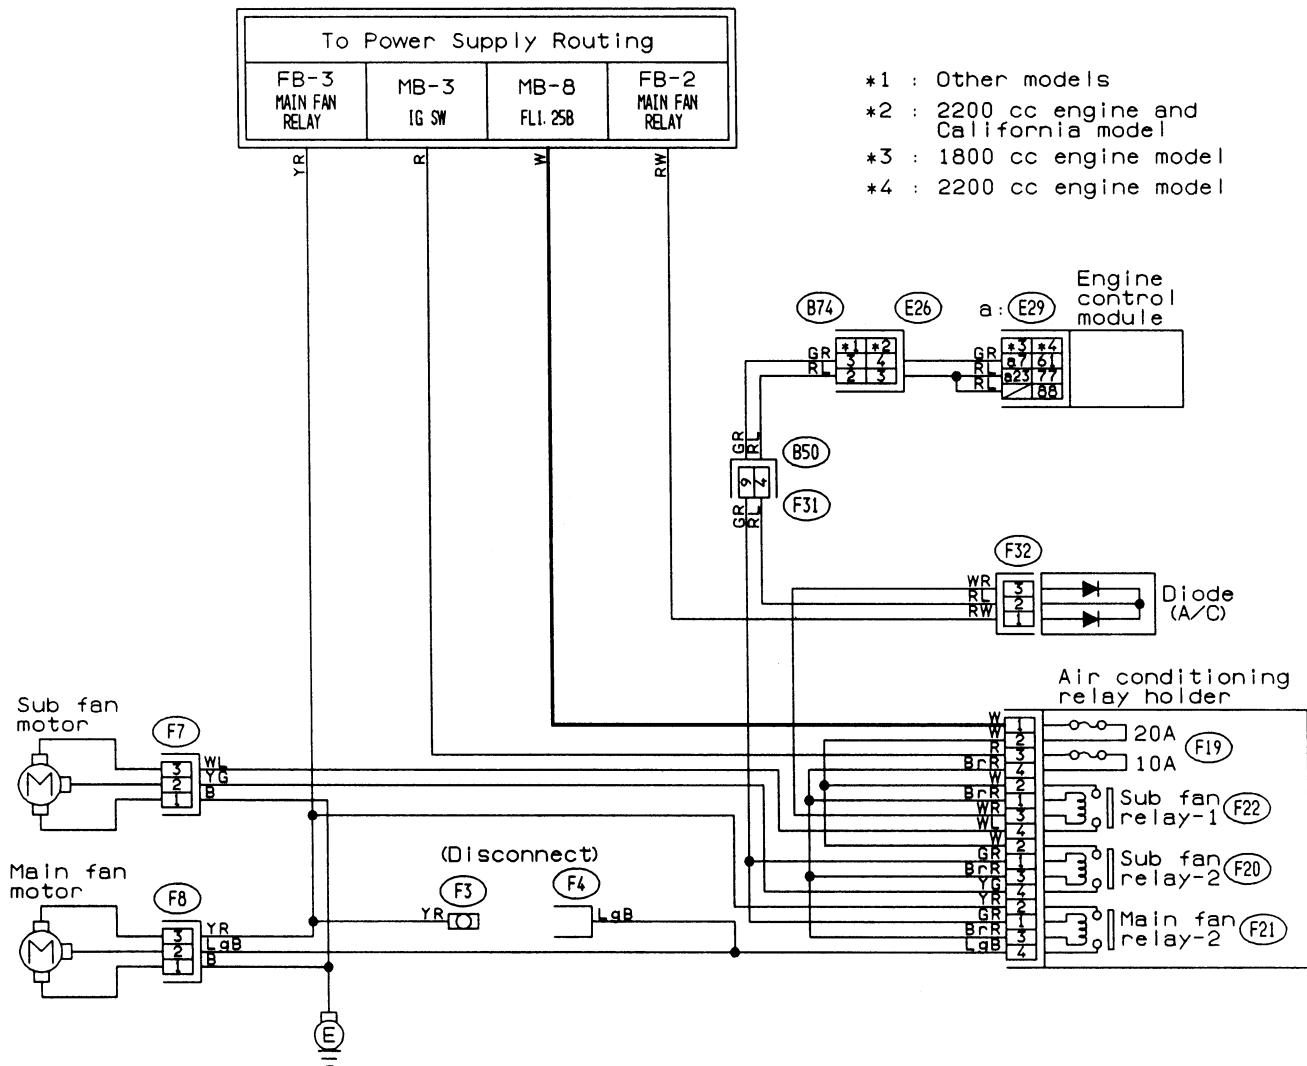 To Power Supply Routing
FB-3
MAIN FAN
RELAY
MB-3
IG SW
MB-8
FL1.25B
FB-2
MAIN FAN
RELAY
YR
R
W
RW
*1 : Other models
*2 : 2200 cc engine and
California model
*3 : 1800 cc engine model
*4 : 2200 cc engine model
Engine
control
module
B74
E26
a: E29
*1 *2
3 4
2 3
GR
RL
GR
RL
RL
*3 *4
a7 61
a23 77
88
GR
RL
B50
9 4
F31
GR
RL
F32
WR
RL
RW
3
2
1
Diode
(A/C)
Air conditioning
relay holder
W 1
W 2
20A
R 3
BrR 4
10A
F19
W 2
BrR 1
WR 3
WL 4
Sub fan
relay-1
F22
W 2
GR 1
BrR 3
YG 4
Sub fan
relay-2
F20
YR 2
GR 1
BrR 3
LgB 4
Main fan
relay-2
F21
Sub fan
motor
M
F7
3 WL
2 YG
1 B
Main fan
motor
M
F8
3 YR
2 LgB
1 B
(Disconnect)
F3
F4
YR
LgB
E